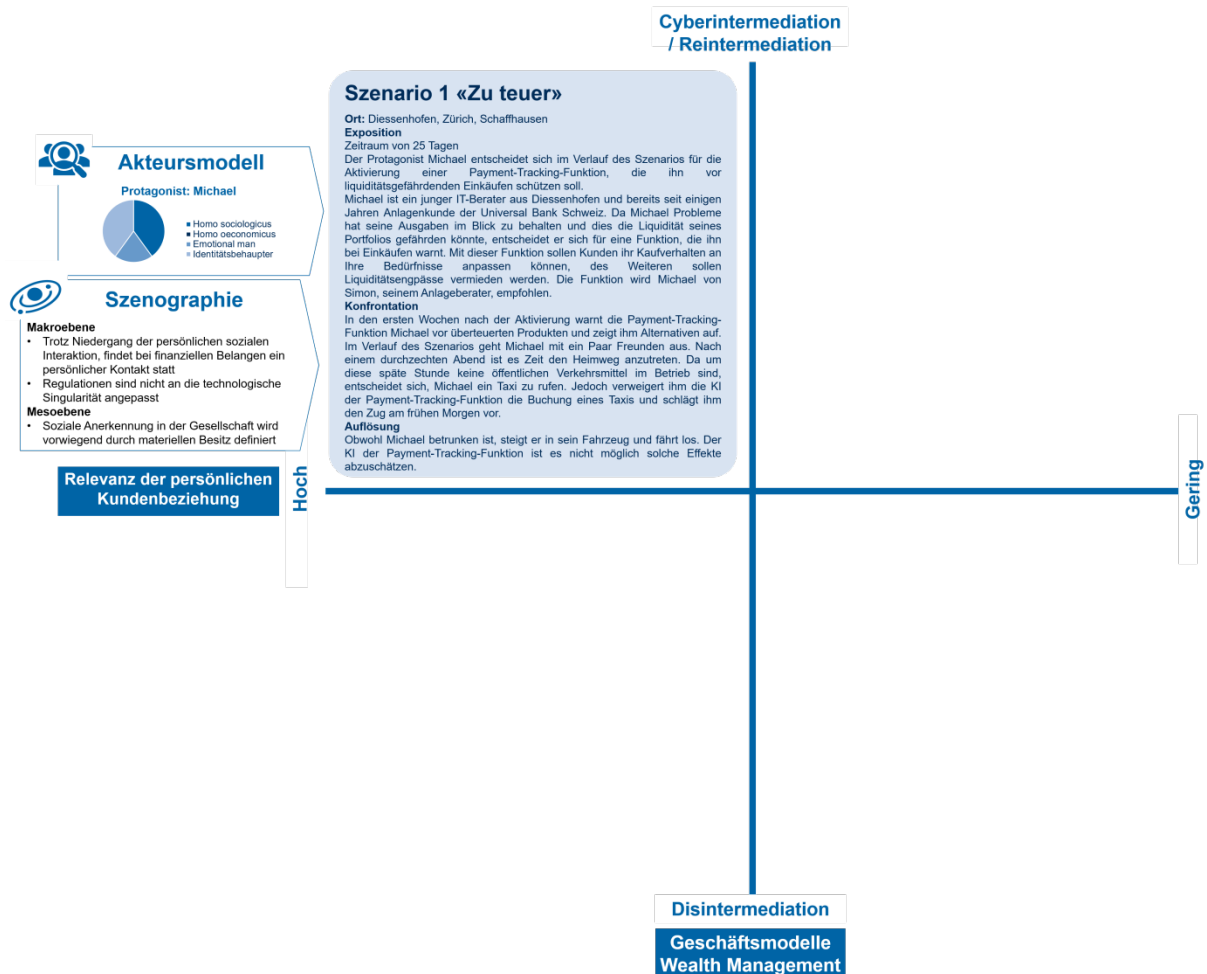 Cyberintermediation
/ Reintermediation
Szenario 1 «Zu teuer»
Ort: Diessenhofen, Zürich, Schaffhausen
Exposition
Zeitraum von 25 Tagen
Der Protagonist Michael entscheidet sich im Verlauf des Szenarios für die
Aktivierung einer Payment-Tracking-Funktion, die ihn vor
liquiditätsgefährdenden Einkäufen schützen soll.
Michael ist ein junger IT-Berater aus Diessenhofen und bereits seit einigen
Jahren Anlagenkunde der Universal Bank Schweiz. Da Michael Probleme
hat seine Ausgaben im Blick zu behalten und dies die Liquidität seines
Portfolios gefährden könnte, entscheidet er sich für eine Funktion, die ihn
bei Einkäufen warnt. Mit dieser Funktion sollen Kunden ihr Kaufverhalten an
Ihre Bedürfnisse anpassen können, des Weiteren sollen
Liquiditätsengpässe vermieden werden. Die Funktion wird Michael von
Simon, seinem Anlageberater, empfohlen.
Konfrontation
In den ersten Wochen nach der Aktivierung warnt die Payment-Tracking-
Funktion Michael vor überteuerten Produkten und zeigt ihm Alternativen auf.
Im Verlauf des Szenarios geht Michael mit ein Paar Freunden aus. Nach
einem durchzechten Abend ist es Zeit den Heimweg anzutreten. Da um
diese späte Stunde keine öffentlichen Verkehrsmittel im Betrieb sind,
entscheidet sich, Michael ein Taxi zu rufen. Jedoch verweigert ihm die KI
der Payment-Tracking-Funktion die Buchung eines Taxis und schlägt ihm
den Zug am frühen Morgen vor.
Auflösung
Obwohl Michael betrunken ist, steigt er in sein Fahrzeug und fährt los. Der
KI der Payment-Tracking-Funktion ist es nicht möglich solche Effekte
abzuschätzen.
Akteursmodell
Protagonist: Michael
Homo sociologicus
Homo oeconomicus
Emotional man
Identitätsbehaupter
Szenographie
Makroebene
• Trotz Niedergang der persönlichen sozialen
Interaktion, findet bei finanziellen Belangen ein
persönlicher Kontakt statt
• Regulationen sind nicht an die technologische
Singularität angepasst
Mesoebene
• Soziale Anerkennung in der Gesellschaft wird
vorwiegend durch materiellen Besitz definiert
Relevanz der persönlichen
Kundenbeziehung
Hoch
Gering
Disintermediation
Geschäftsmodelle
Wealth Management